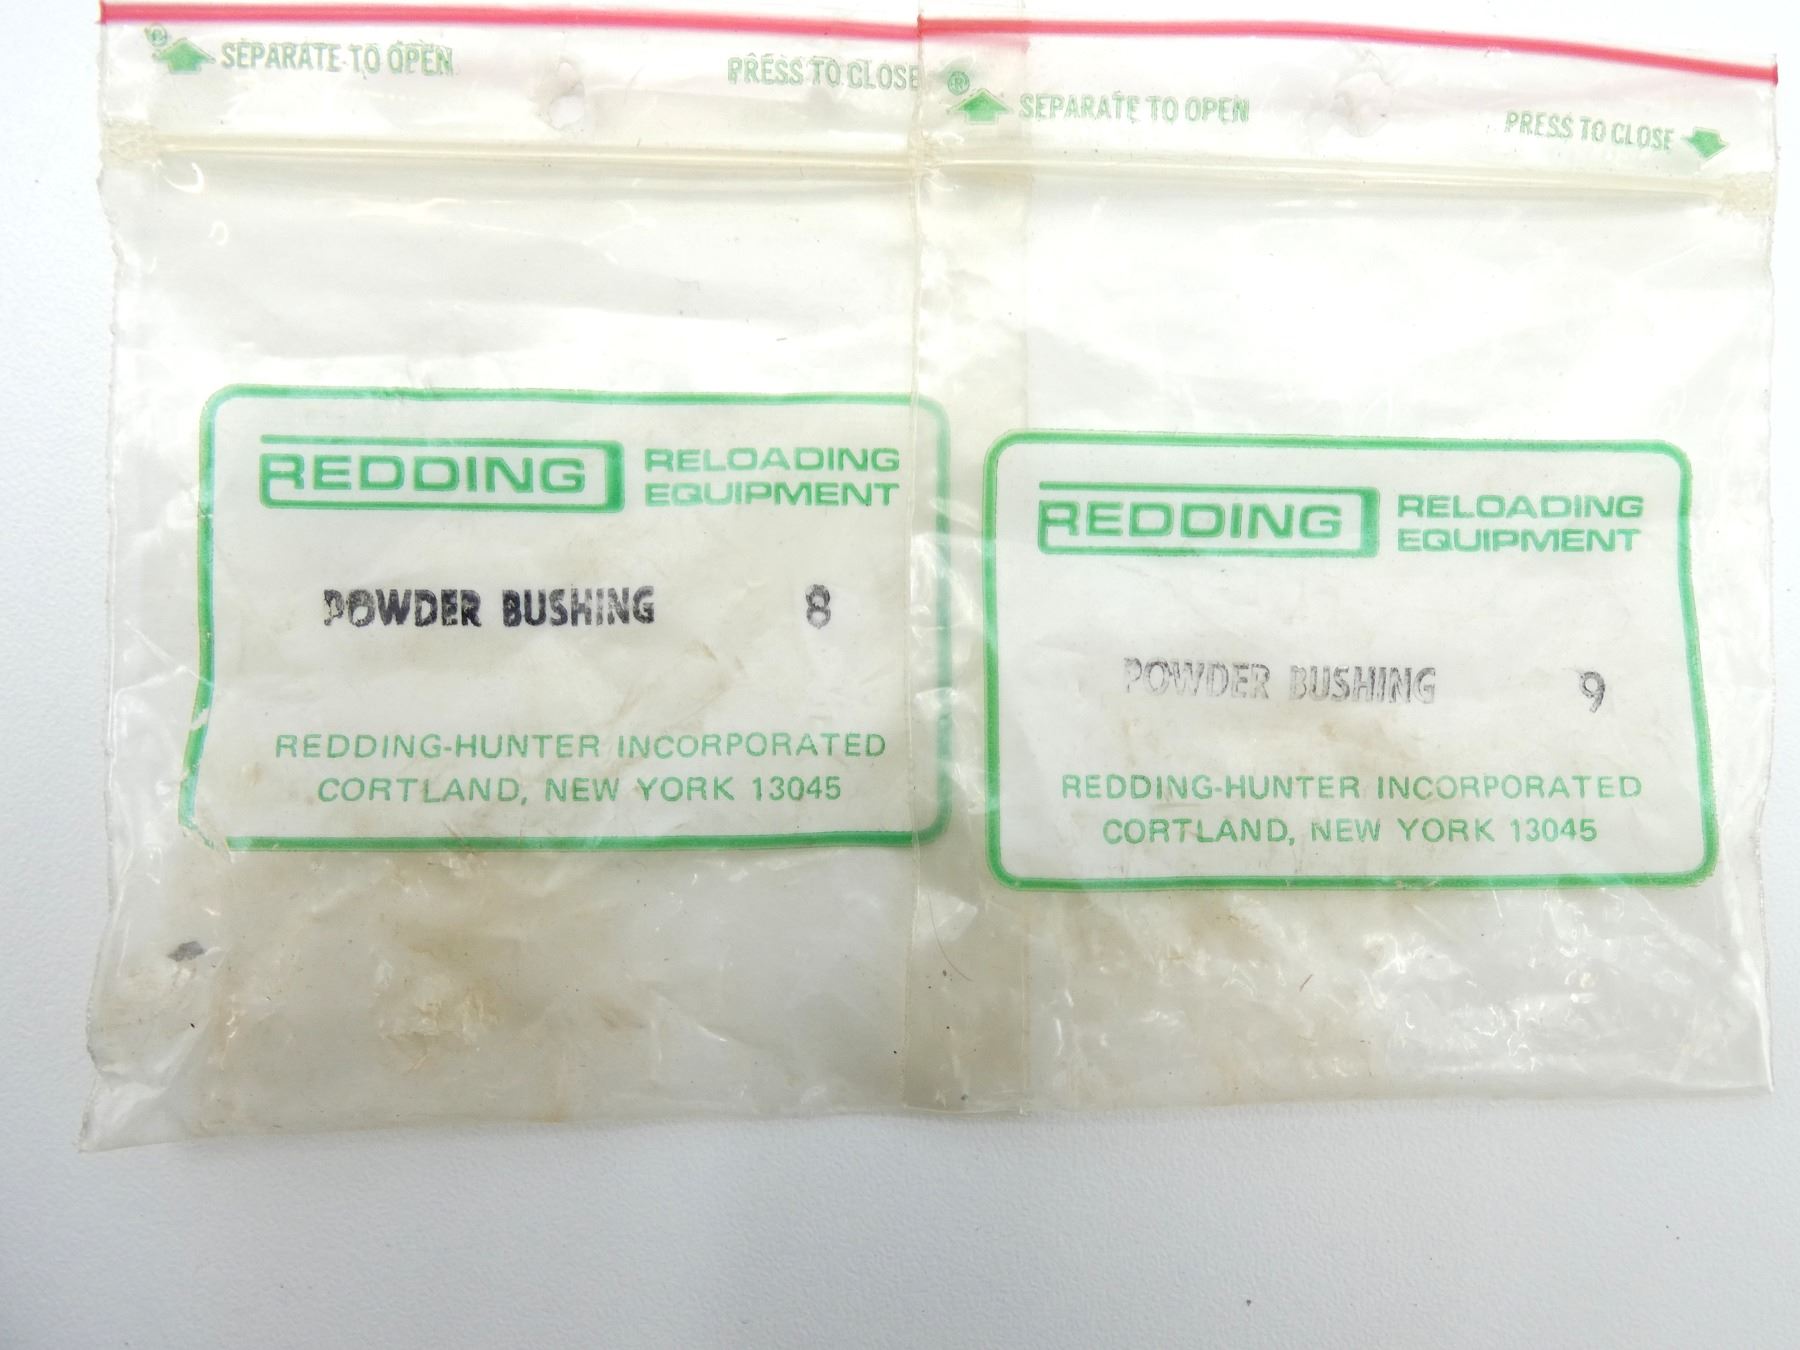 ® SEPARATE TO OPEN PRESS TO CLOSE
REDDING RELOADING
EQUIPMENT
POWDER BUSHING 8
REDDING-HUNTER INCORPORATED
CORTLAND, NEW YORK 13045
® SEPARATE TO OPEN PRESS TO CLOSE
REDDING RELOADING
EQUIPMENT
POWDER BUSHING 9
REDDING-HUNTER INCORPORATED
CORTLAND, NEW YORK 13045